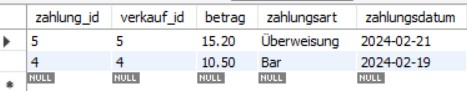 zahlung_id verkauf_id betrag zahlungsart zahlungsdatum
5 5 15.20 Überweisung 2024-02-21
4 4 10.50 Bar 2024-02-19
NULL NULL NULL NULL NULL